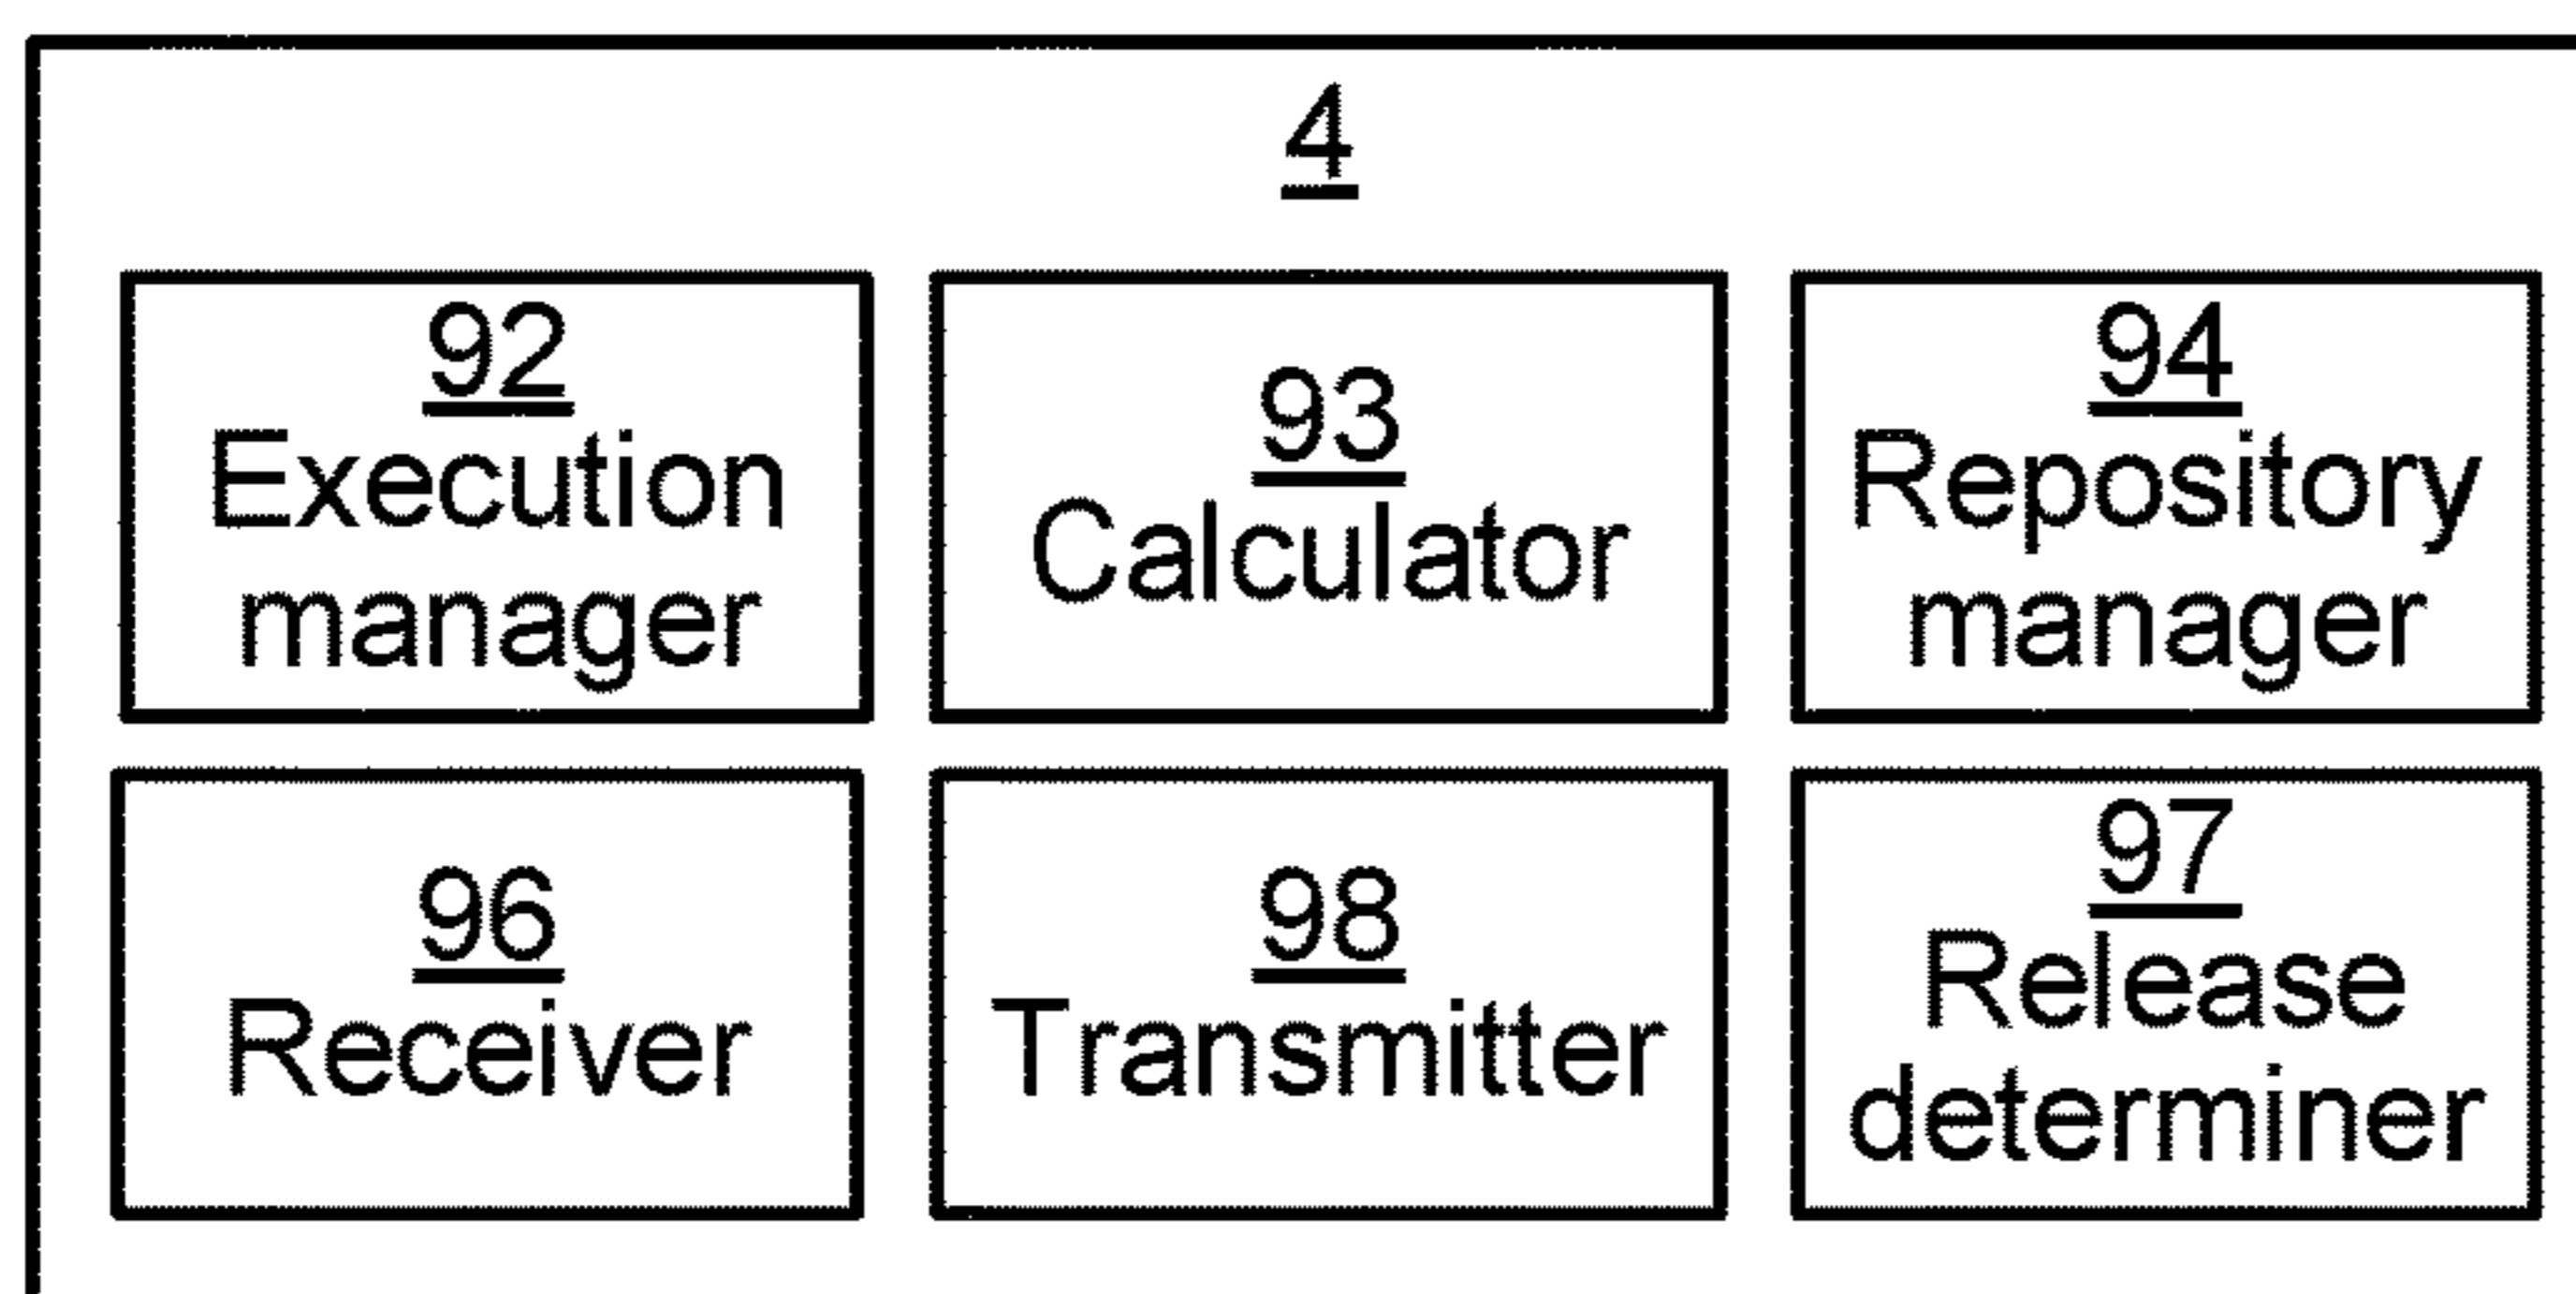 4
92
Execution
manager
93
Calculator
94
Repository
manager
96
Receiver
98
Transmitter
97
Release
determiner